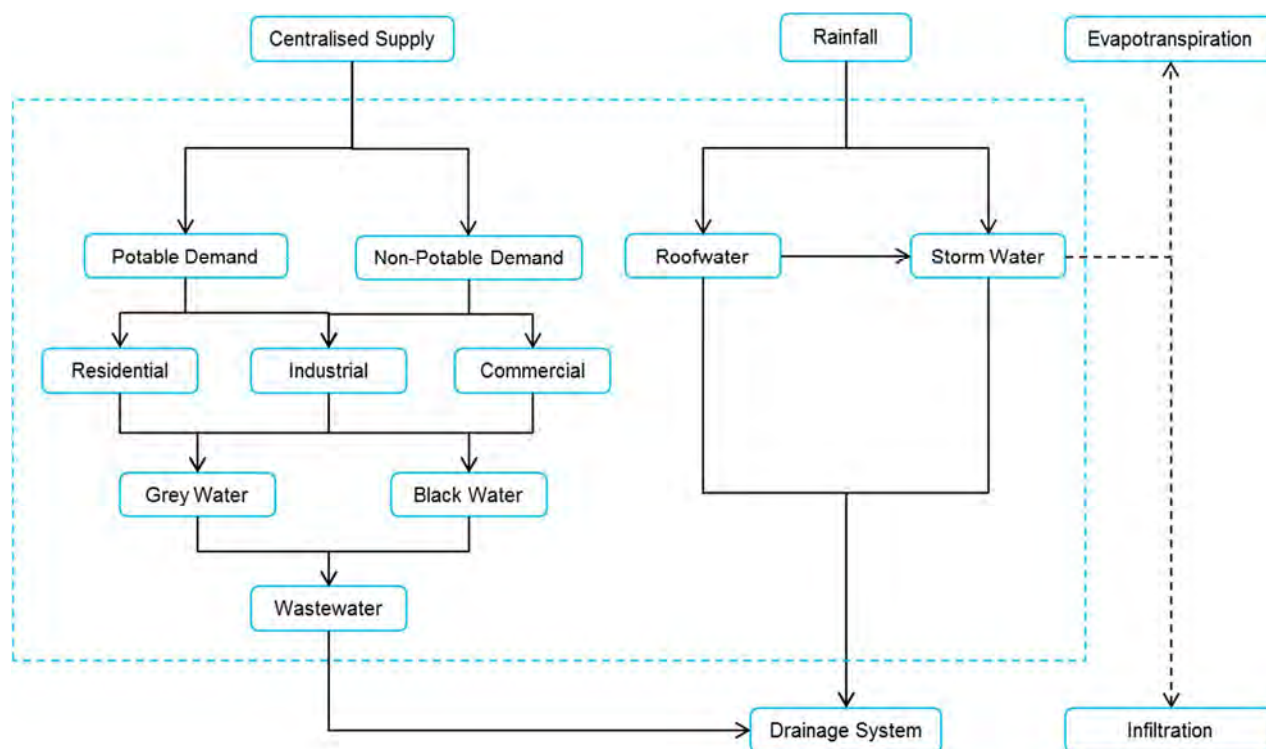 Centralised Supply
Rainfall
Evapotranspiration
Potable Demand
Non-Potable Demand
Roofwater
Storm Water
Residential
Industrial
Commercial
Grey Water
Black Water
Wastewater
Drainage System
Infiltration